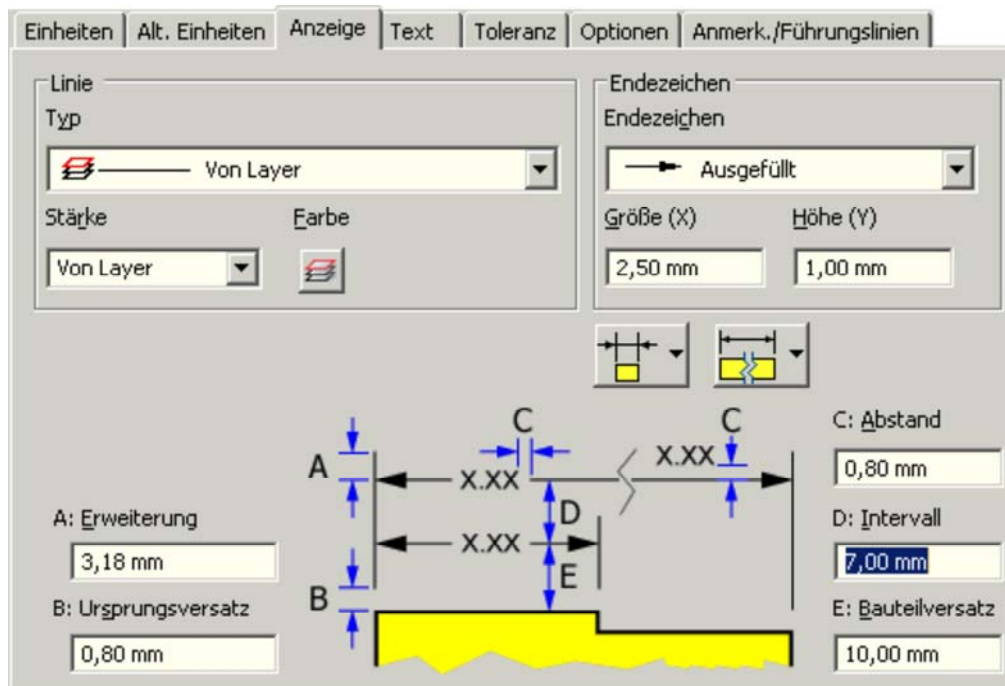 Einheiten Alt. Einheiten Anzeige Text Toleranz Optionen Anmerk./Führungslinien
Linie
Typ
Von Layer
Stärke Farbe
Von Layer
Endezeichen
Endezeichen
Ausgefüllt
Größe (X) Höhe (Y)
2,50 mm 1,00 mm
C C
A X.XX X.XX
D
X.XX
B E
A: Erweiterung
3,18 mm
B: Ursprungsversatz
0,80 mm
C: Abstand
0,80 mm
D: Intervall
7,00 mm
E: Bauteilversatz
10,00 mm